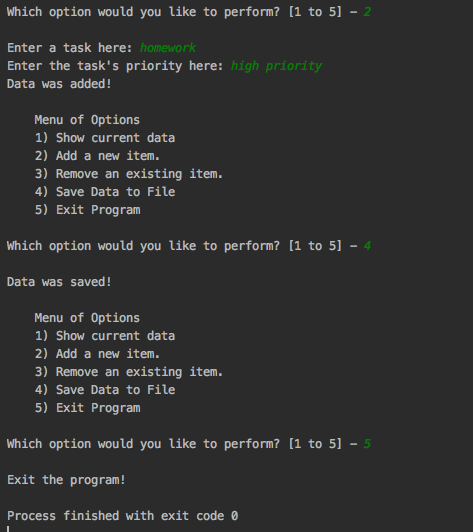 Which option would you like to perform? [1 to 5] – 2
Enter a task here: homework
Enter the task's priority here: high priority
Data was added!
Menu of Options
1) Show current data
2) Add a new item.
3) Remove an existing item.
4) Save Data to File
5) Exit Program
Which option would you like to perform? [1 to 5] – 4
Data was saved!
Menu of Options
1) Show current data
2) Add a new item.
3) Remove an existing item.
4) Save Data to File
5) Exit Program
Which option would you like to perform? [1 to 5] – 5
Exit the program!
Process finished with exit code 0